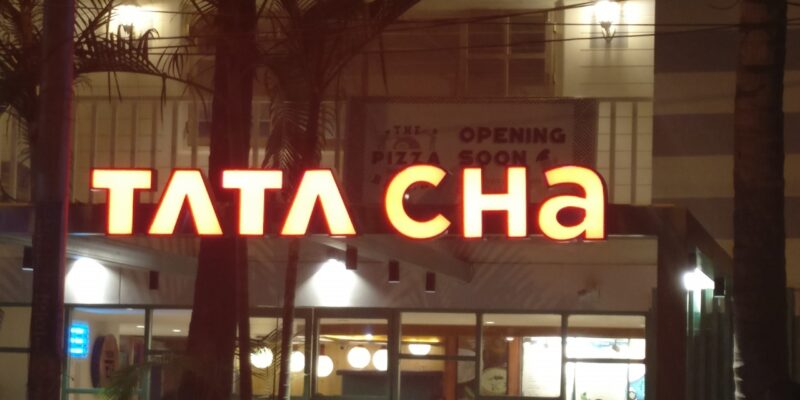 THE
PIZZA
OPENING
SOON
TATA CHa